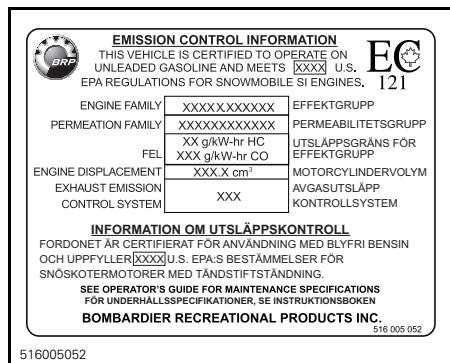 EMISSION CONTROL INFORMATION
THIS VEHICLE IS CERTIFIED TO OPERATE ON
UNLEADED GASOLINE AND MEETS XXXX U.S.
EPA REGULATIONS FOR SNOWMOBILE SI ENGINES.
BRP
EC
121
ENGINE FAMILY XXXXXXXXXXXX EFFEKTGRUPP
PERMEATION FAMILY XXXXXXXXXXXX PERMEABILITETSGRUPP
XX g/kW-hr HC UTSLÄPPSGRÄNS FÖR
FEL XXX g/kW-hr CO EFFEKTGRUPP
ENGINE DISPLACEMENT XXX.X cm³ MOTORCYLINDERVOLYM
EXHAUST EMISSION XXX AVGASUTSLÄPP
CONTROL SYSTEM KONTROLLSYSTEM
INFORMATION OM UTSLÄPPSKONTROLL
FORDONET ÄR CERTIFIERAT FÖR ANVÄNDNING MED BLYFRI BENSIN
OCH UPPFYLLER XXXX U.S. EPA:S BESTÄMMELSER FÖR
SNÖSKOTERMOTORER MED TÄNDSTIFTSTÄNDNING.
SEE OPERATOR'S GUIDE FOR MAINTENANCE SPECIFICATIONS
FÖR UNDERHÅLLSSPECIFIKATIONER, SE INSTRUKTIONSBOKEN
BOMBARDIER RECREATIONAL PRODUCTS INC.
516 005 052
516005052